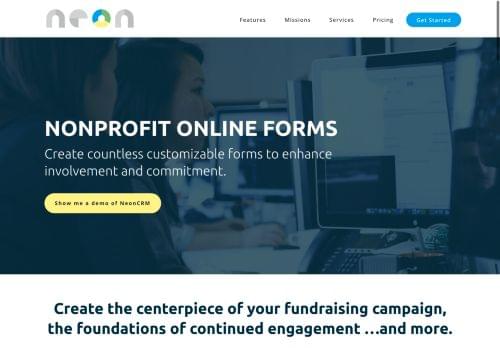 neon
Features Missions Services Pricing Get Started
NONPROFIT ONLINE FORMS
Create countless customizable forms to enhance
involvement and commitment.
Show me a demo of NeonCRM
Create the centerpiece of your fundraising campaign,
the foundations of continued engagement ...and more.